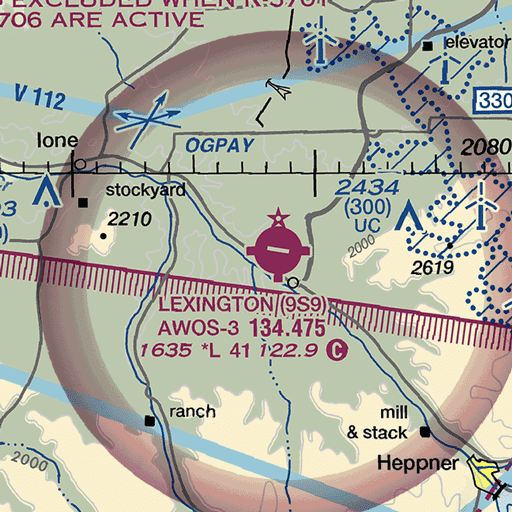 EXCLUDED WHEN R-5701
706 ARE ACTIVE
elevator
V 112
330
Ione
OGPAY
2080
stockyard
2434
(300)
UC
2210
2000
2619
LEXINGTON (9S9)
AWOS-3 134.475
1635 *L 41 122.9 C
ranch
mill
& stack
Heppner
2000